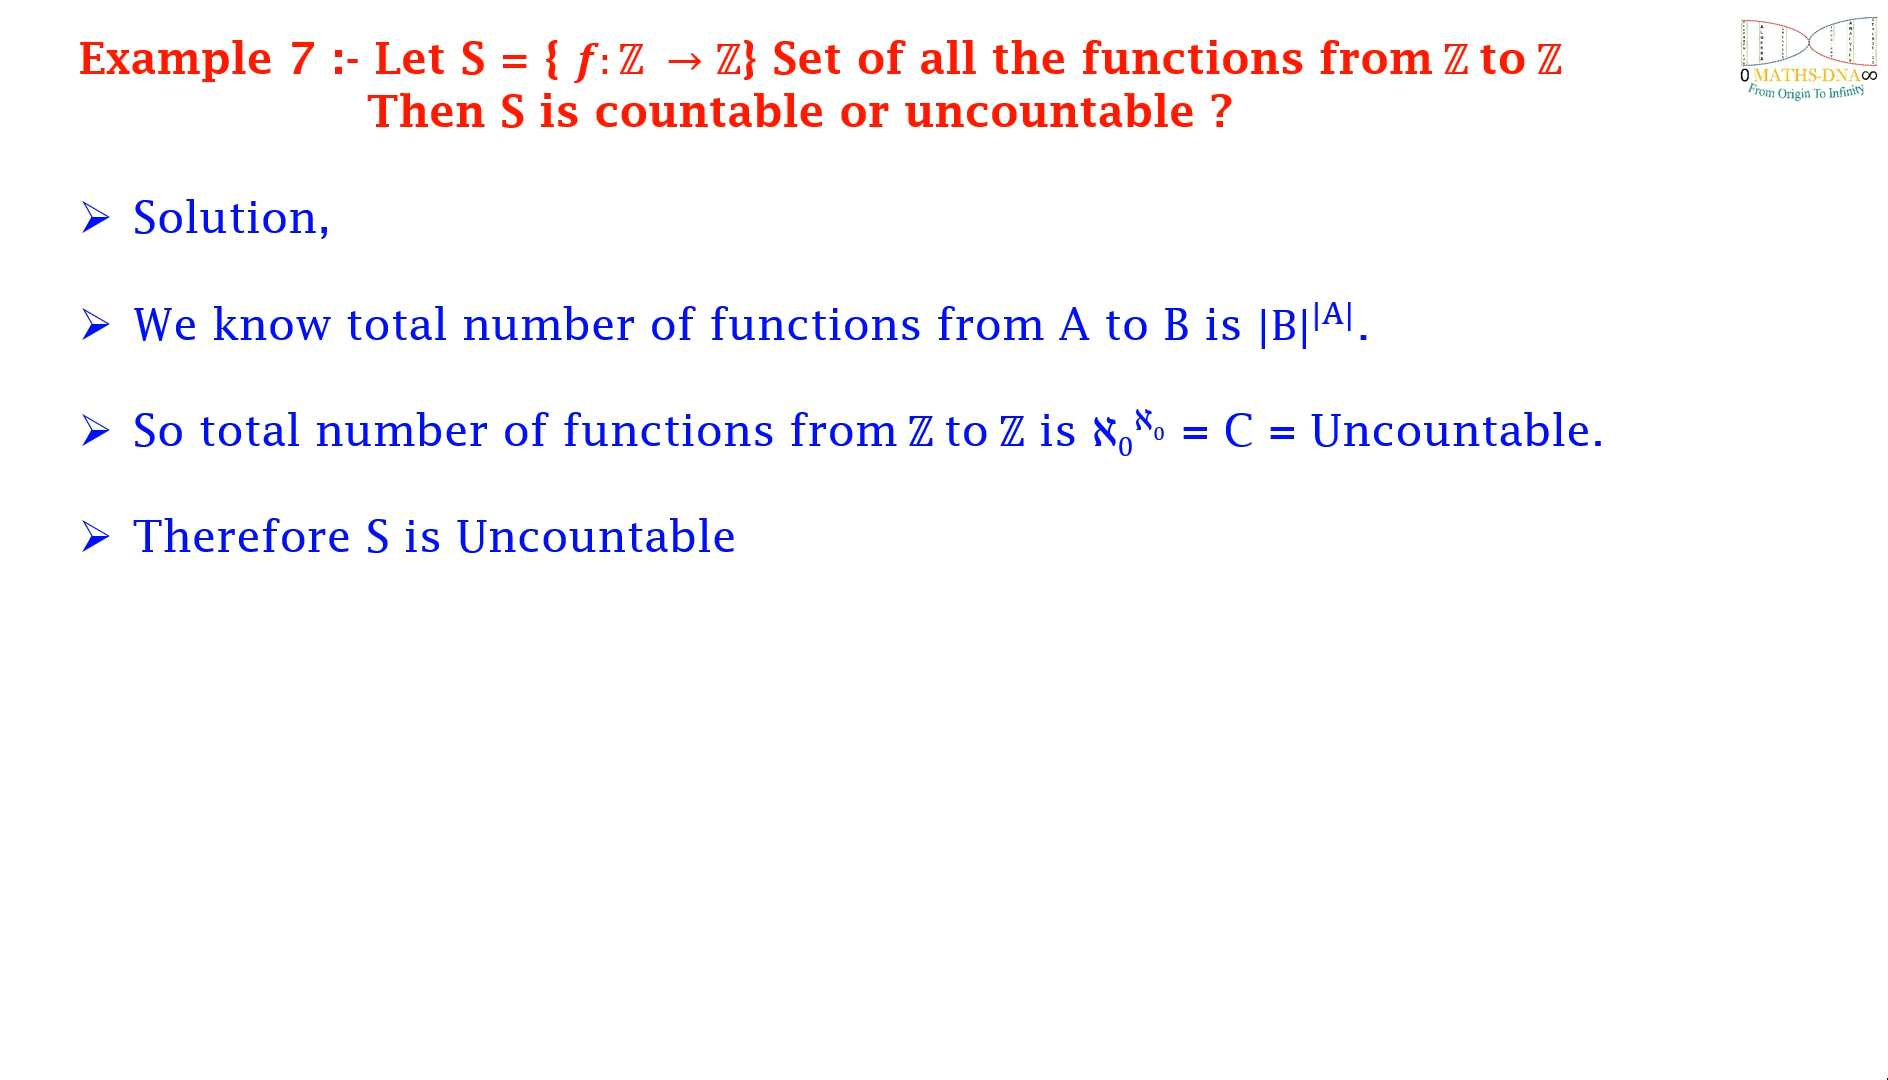 Example 7 :- Let S = { f: ℤ → ℤ} Set of all the functions from ℤ to ℤ
Then S is countable or uncountable ?
0 MATHS-DNA ∞
From Origin To Infinity
➢ Solution,
➢ We know total number of functions from A to B is |B|^|A|.
➢ So total number of functions from ℤ to ℤ is ℵ₀^ℵ₀ = C = Uncountable.
➢ Therefore S is Uncountable